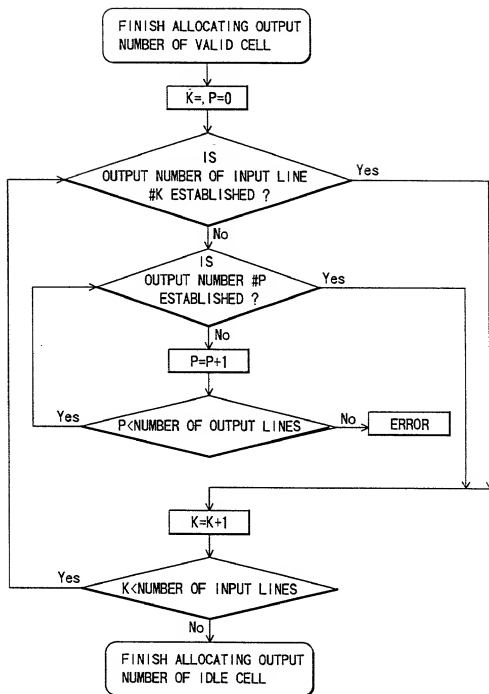 FINISH ALLOCATING OUTPUT
NUMBER OF VALID CELL
K=, P=0
IS
OUTPUT NUMBER OF INPUT LINE
#K ESTABLISHED ?
Yes
No
IS
OUTPUT NUMBER #P
ESTABLISHED ?
Yes
No
P=P+1
Yes
P<NUMBER OF OUTPUT LINES
No
ERROR
K=K+1
Yes
K<NUMBER OF INPUT LINES
No
FINISH ALLOCATING OUTPUT
NUMBER OF IDLE CELL